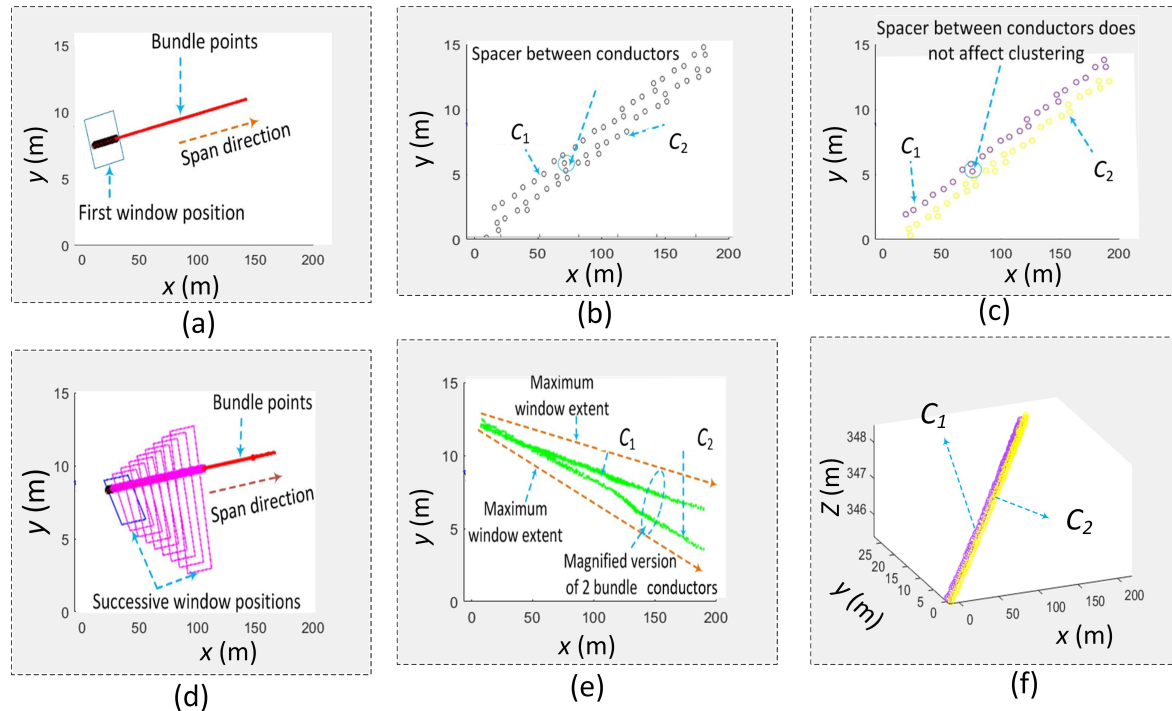 Bundle points
15
10
5
0
y (m)
Span direction
First window position
0
50
100
150
200
x (m)
(a)
Spacer between conductors
15
10
5
0
y (m)
C1
C2
0
50
100
150
200
x (m)
(b)
Spacer between conductors does
not affect clustering
15
10
5
0
y (m)
C1
C2
0
50
100
150
200
x (m)
(c)
Bundle points
15
10
5
0
y (m)
Span direction
Successive window positions
0
50
100
150
200
x (m)
(d)
Maximum
window extent
15
10
5
0
y (m)
C1
C2
Maximum
window extent
Magnified version
of 2 bundle conductors
0
50
100
150
200
x (m)
(e)
C1
C2
348
347
346
Z (m)
25
20
15
10
5
0
y (m)
0
50
100
150
200
x (m)
(f)